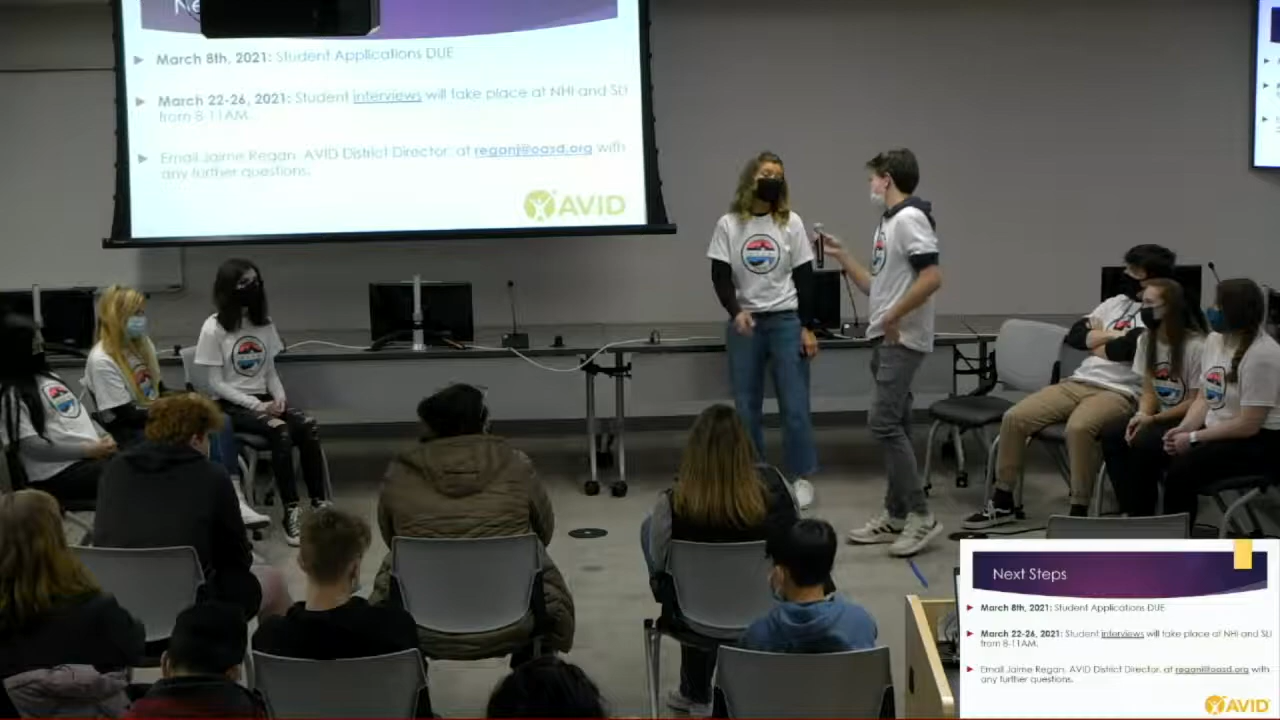 Ne
March 8th, 2021: Student Applications DUE
March 22-26, 2021: Student interviews will take place at NHI and SLI
from 8-11AM.
Email Jaime Regan, AVID District Director, at reganj@oasd.org with
any further questions.
AVID
Next Steps
March 8th, 2021: Student Applications DUE
March 22-26, 2021: Student interviews will take place at NHI and SLI
from 8-11AM.
Email Jaime Regan, AVID District Director, at reganj@oasd.org with
any further questions.
AVID